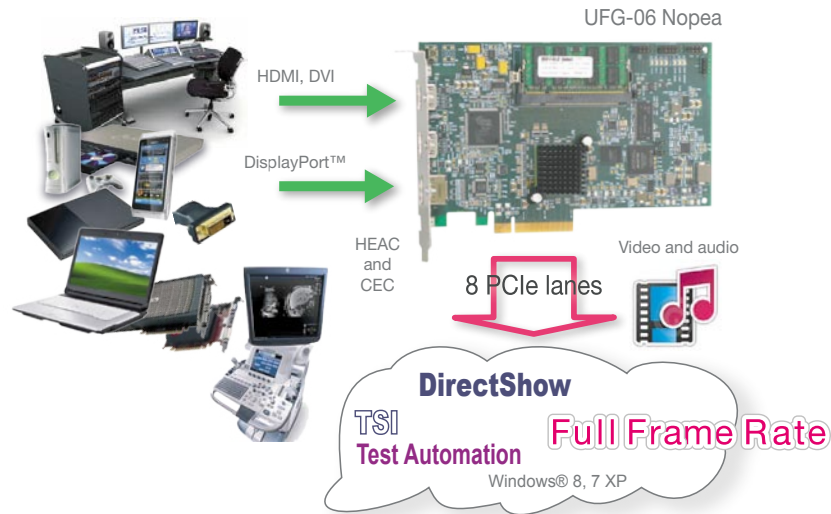 UFG-06 Nopea
HDMI, DVI
DisplayPort™
HEAC
and
CEC
Video and audio
8 PCIe lanes
DirectShow
TSI
Full Frame Rate
Test Automation
Windows® 8, 7 XP